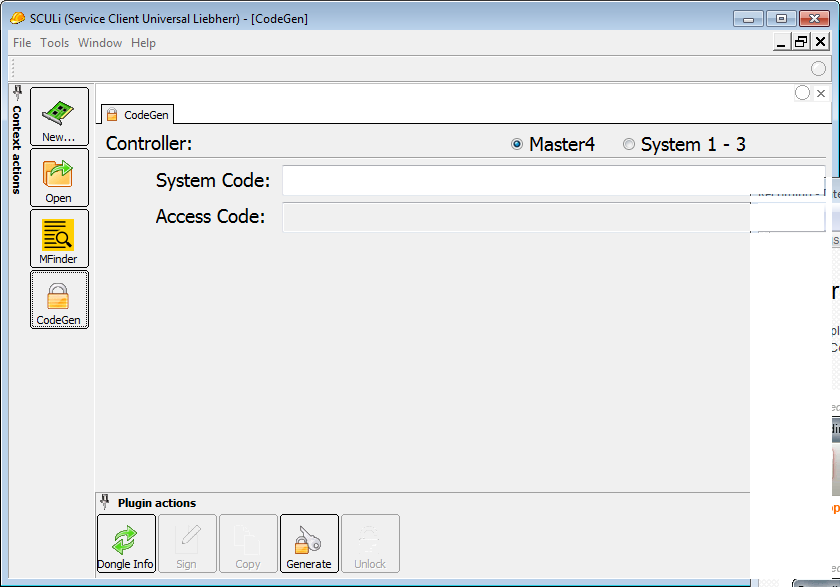 SCULi (Service Client Universal Liebherr) - [CodeGen]
File Tools Window Help
Context actions
New...
Open
MFinder
CodeGen
CodeGen
Controller:
Master4
System 1 - 3
System Code:
Access Code:
Plugin actions
Dongle Info
Sign
Copy
Generate
Unlock